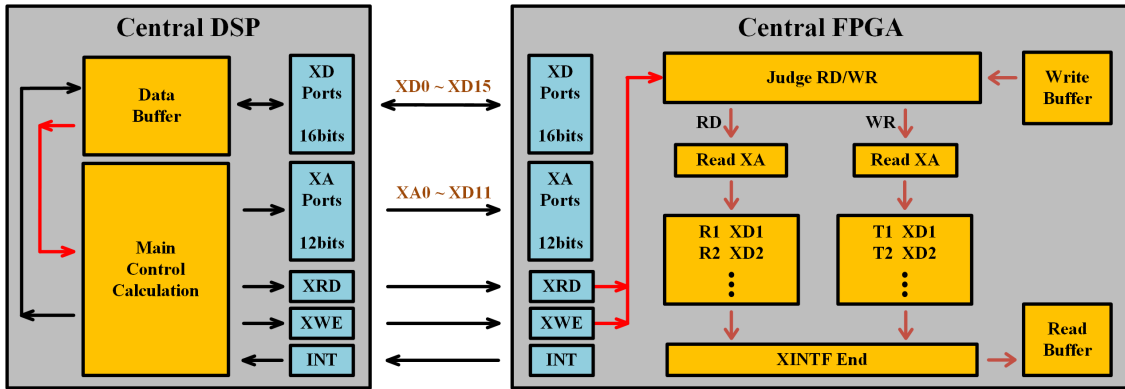 Central DSP
Data
Buffer
Main
Control
Calculation
XD
Ports
16bits
XA
Ports
12bits
XRD
XWE
INT
XD0 ~ XD15
XA0 ~ XD11
Central FPGA
XD
Ports
16bits
XA
Ports
12bits
XRD
XWE
INT
Judge RD/WR
Write
Buffer
RD
WR
Read XA
Read XA
R1 XD1
R2 XD2
T1 XD1
T2 XD2
XINTF End
Read
Buffer